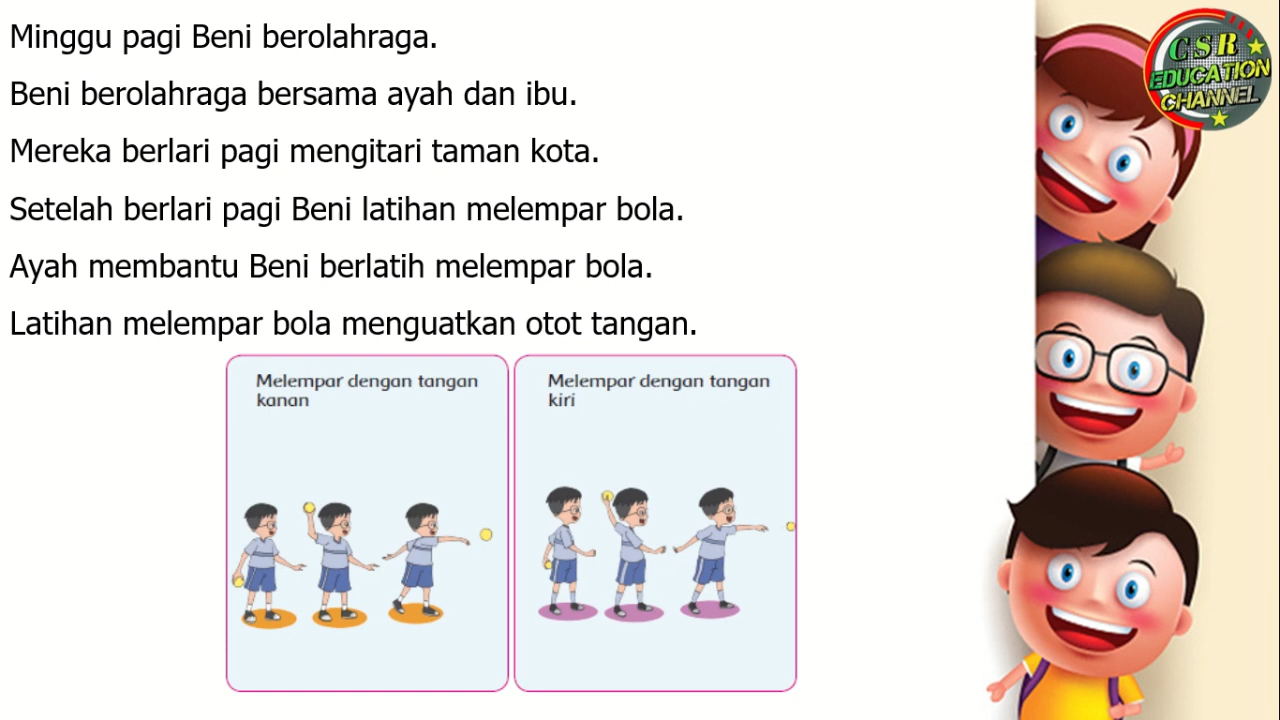 Minggu pagi Beni berolahraga.
Beni berolahraga bersama ayah dan ibu.
Mereka berlari pagi mengitari taman kota.
Setelah berlari pagi Beni latihan melempar bola.
Ayah membantu Beni berlatih melempar bola.
Latihan melempar bola menguatkan otot tangan.
Melempar dengan tangan
kanan
Melempar dengan tangan
kiri
CSR
EDUCATION
CHANNEL